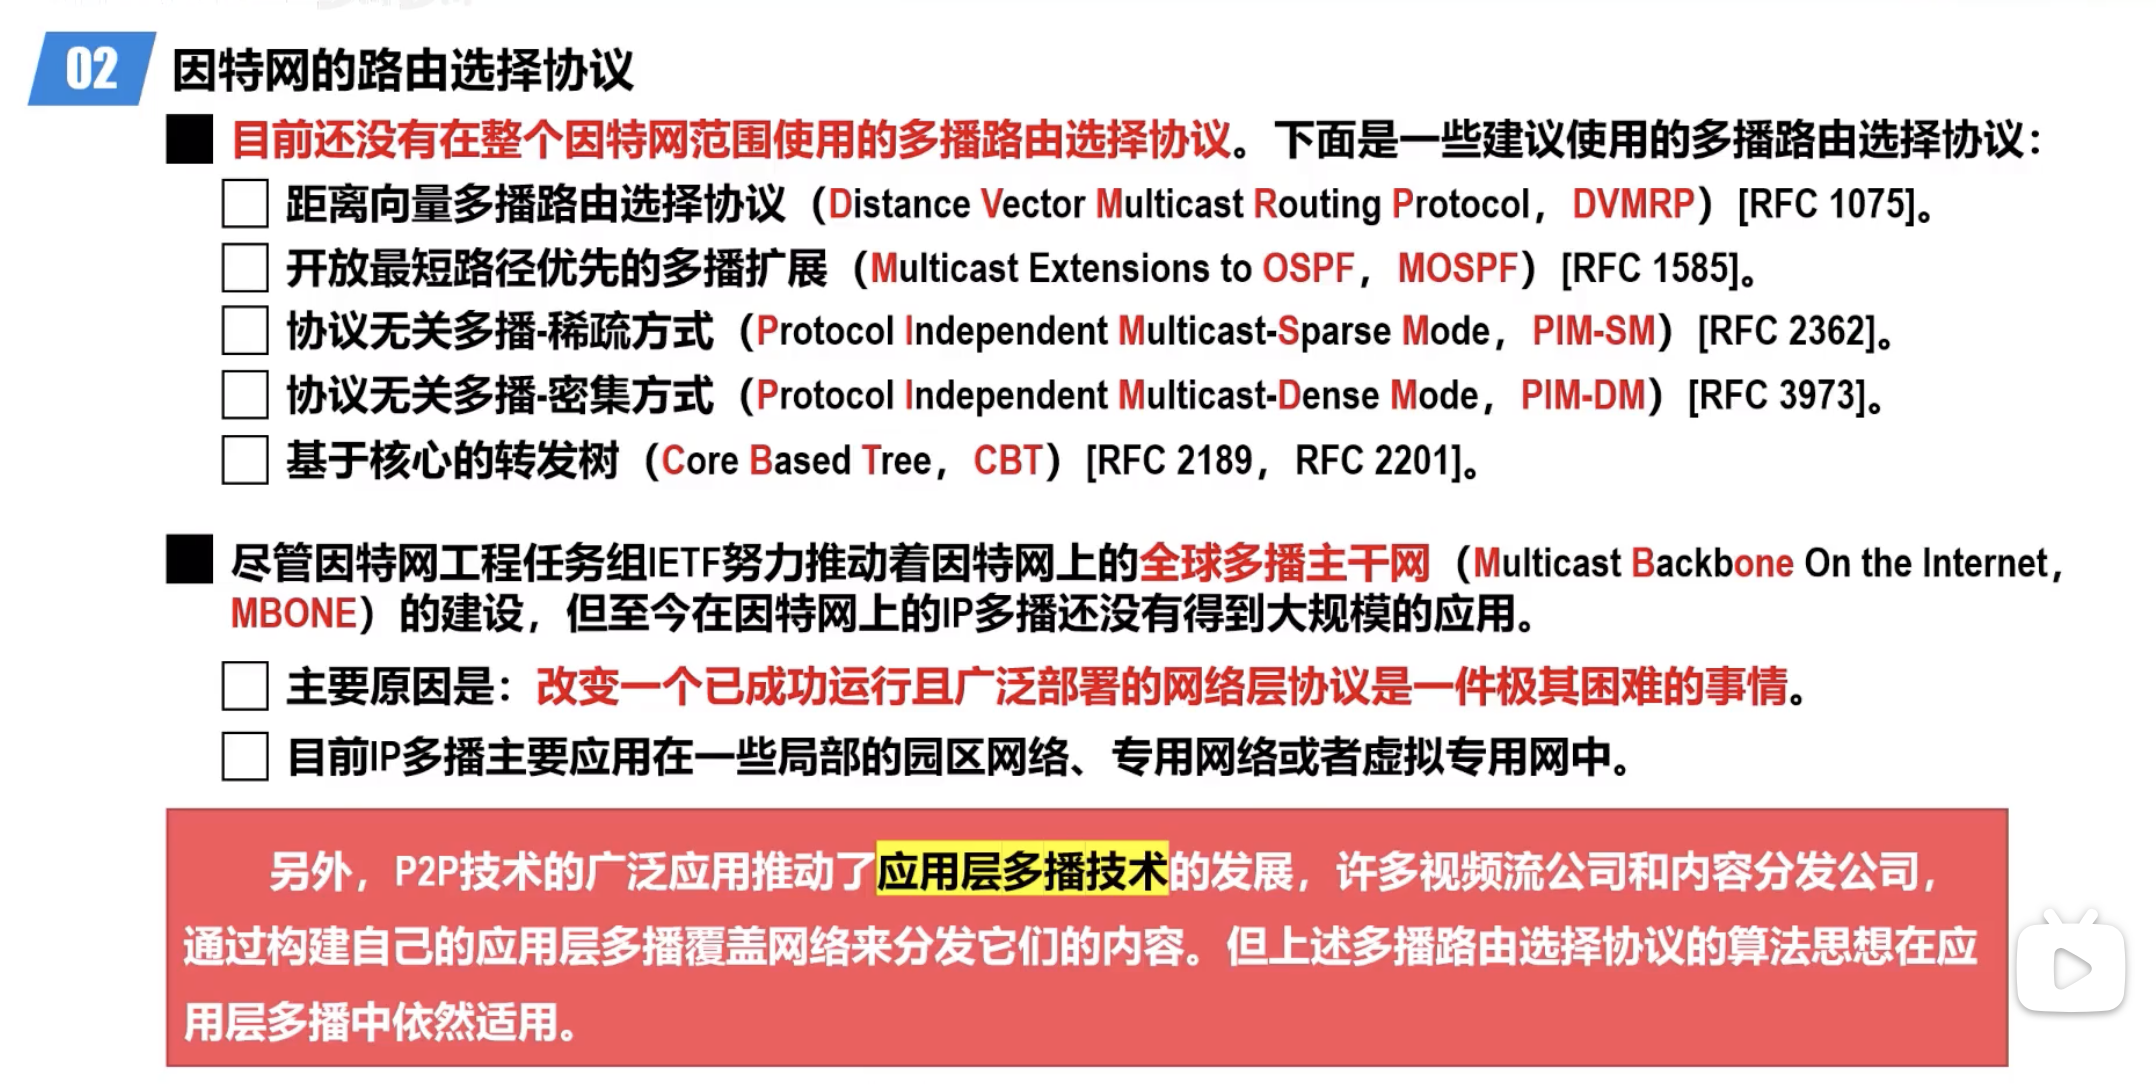 02 因特网的路由选择协议
目前还没有在整个因特网范围使用的多播路由选择协议。下面是一些建议使用的多播路由选择协议：
距离向量多播路由选择协议（Distance Vector Multicast Routing Protocol，DVMRP）[RFC 1075]。
开放最短路径优先的多播扩展（Multicast Extensions to OSPF，MOSPF）[RFC 1585]。
协议无关多播-稀疏方式（Protocol Independent Multicast-Sparse Mode，PIM-SM）[RFC 2362]。
协议无关多播-密集方式（Protocol Independent Multicast-Dense Mode，PIM-DM）[RFC 3973]。
基于核心的转发树（Core Based Tree，CBT）[RFC 2189，RFC 2201]。
尽管因特网工程任务组IETF努力推动着因特网上的全球多播主干网（Multicast Backbone On the Internet，
MBONE）的建设，但至今在因特网上的IP多播还没有得到大规模的应用。
主要原因是：改变一个已成功运行且广泛部署的网络层协议是一件极其困难的事情。
目前IP多播主要应用在一些局部的园区网络、专用网络或者虚拟专用网中。
另外，P2P技术的广泛应用推动了应用层多播技术的发展，许多视频流公司和内容分发公司，
通过构建自己的应用层多播覆盖网络来分发它们的内容。但上述多播路由选择协议的算法思想在应
用层多播中依然适用。